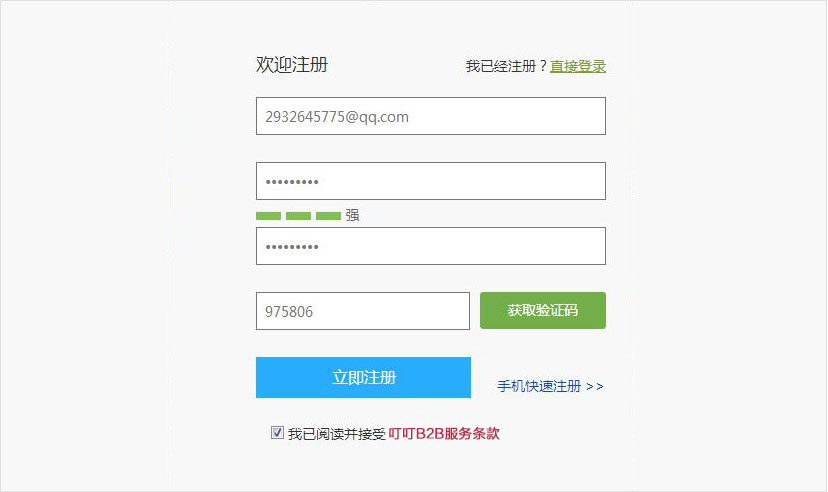 欢迎注册 我已经注册？直接登录
2932645775@qq.com
•••••••••
强
•••••••••
975806 获取验证码
立即注册 手机快速注册 >>
我已阅读并接受 叮叮B2B服务条款